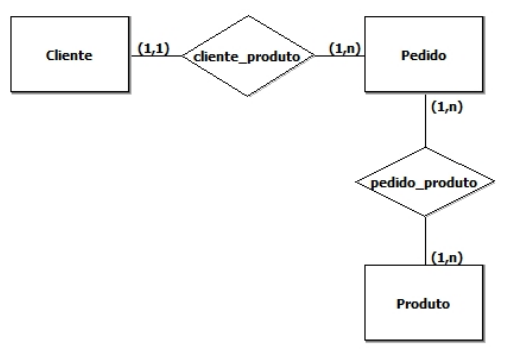 Cliente (1,1) cliente_produto (1,n) Pedido
(1,n)
pedido_produto
(1,n)
Produto